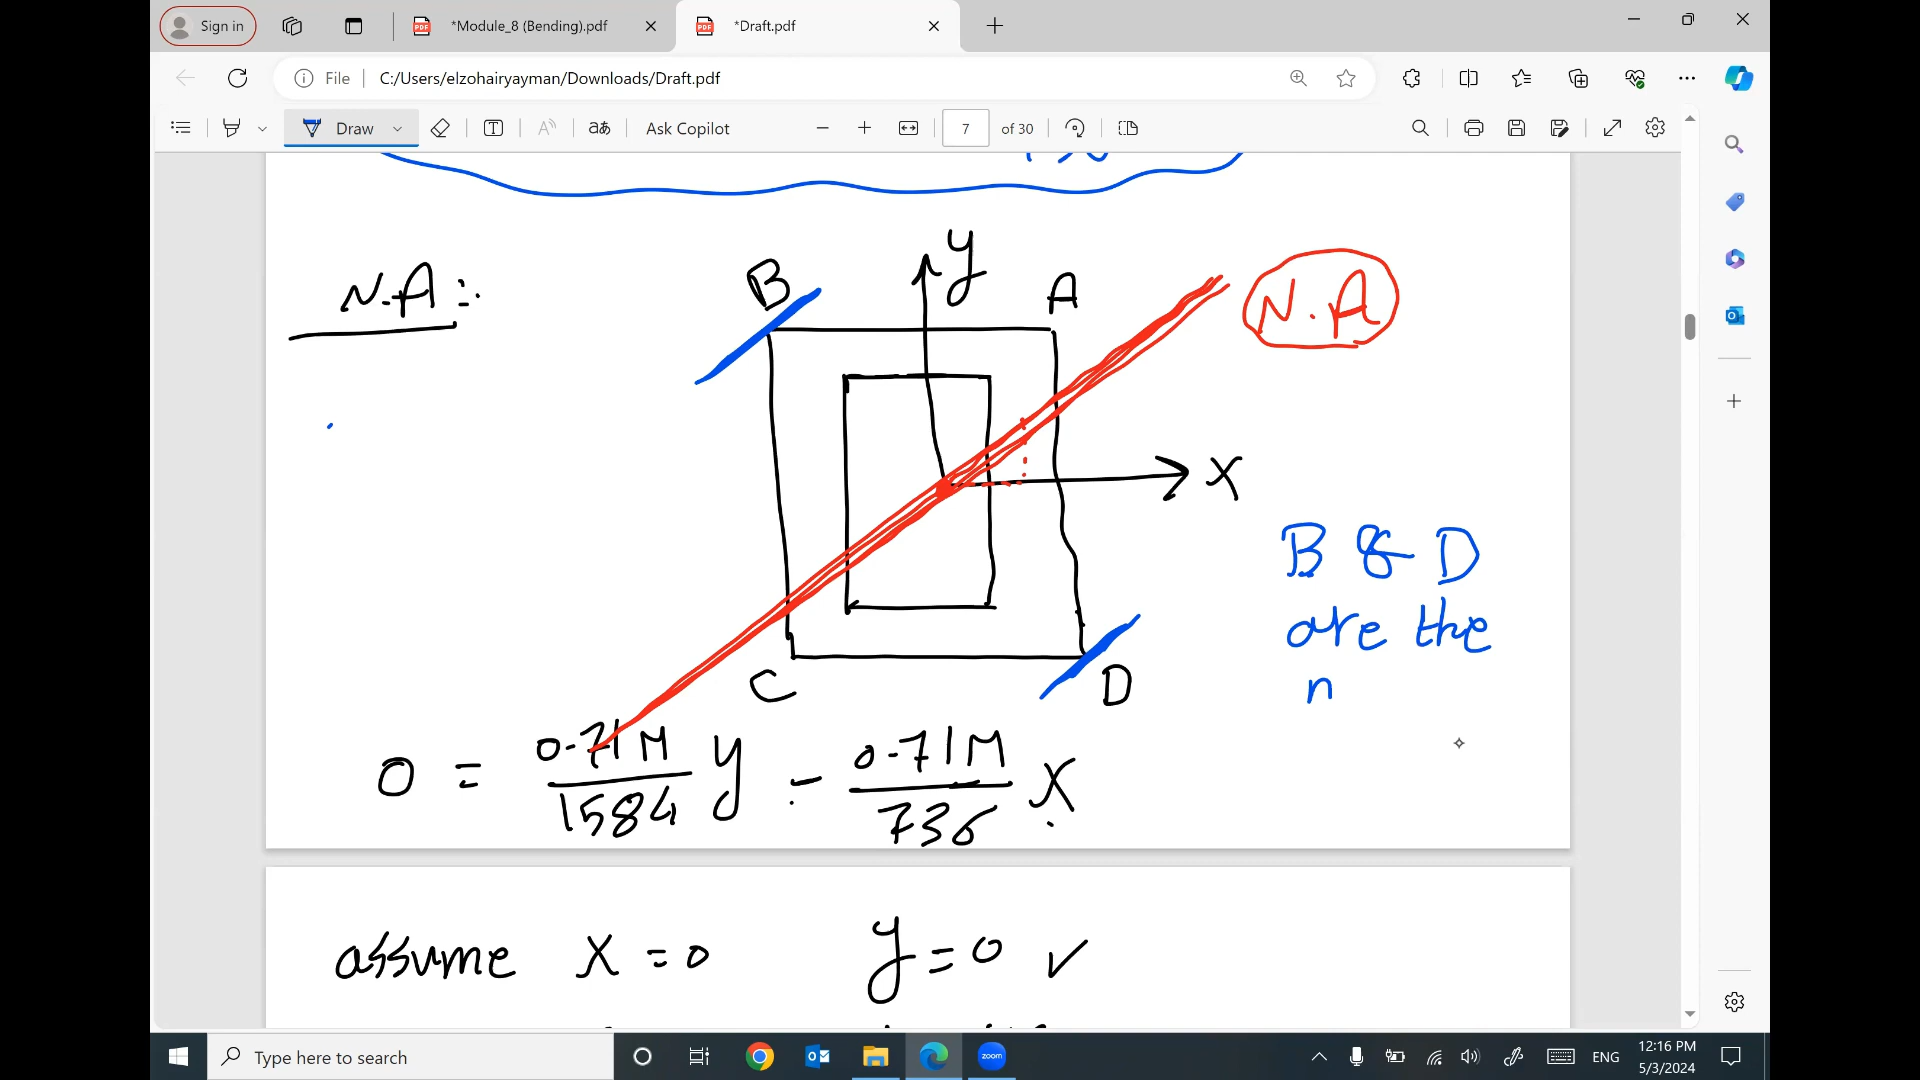 Sign in
*Module_8 (Bending).pdf
*Draft.pdf
File
C:/Users/elzohairyayman/Downloads/Draft.pdf
Draw
Ask Copilot
7
of 30
N.A:
B
y
A
N.A
X
B & D
are the
n
C
D
0 = 0.71M/1584 y - 0.71M/736 X
assume X = 0 y = 0 ✓
Type here to search
zoom
ENG
12:16 PM
5/3/2024